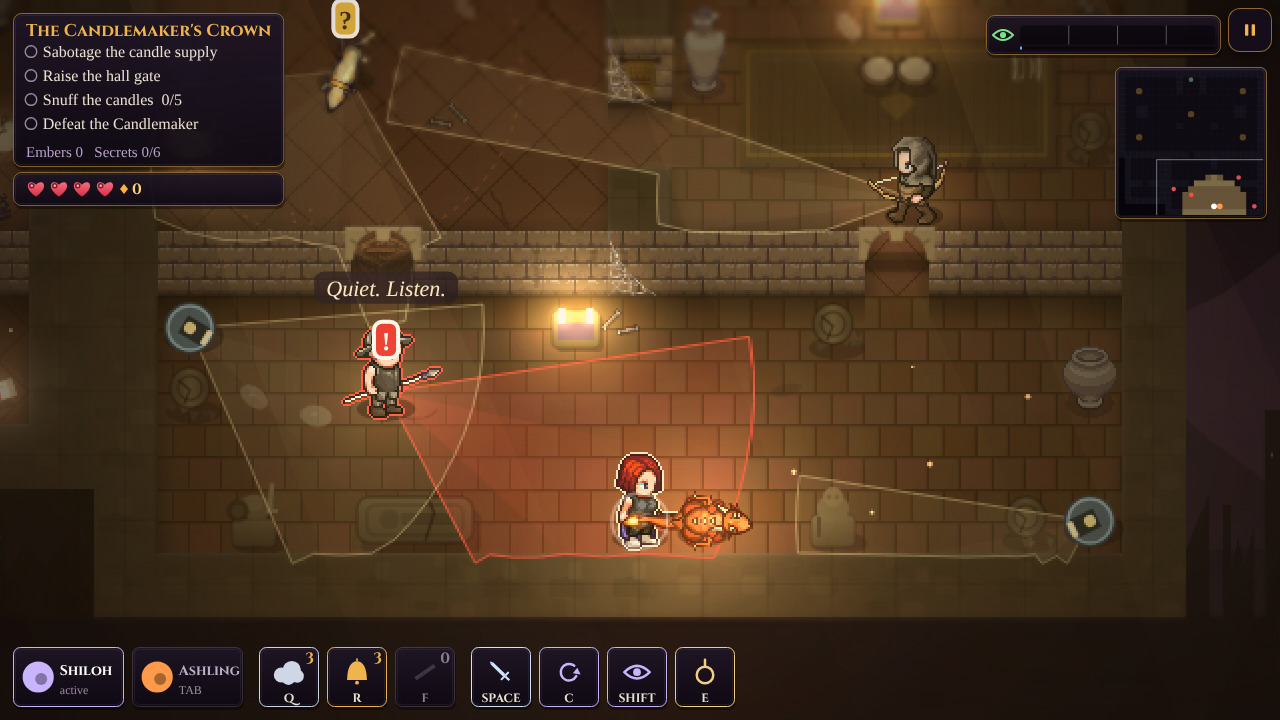 The Candlemaker's Crown
Sabotage the candle supply
Raise the hall gate
Snuff the candles 0/5
Defeat the Candlemaker
Embers 0 Secrets 0/6
0
?
Quiet. Listen.
!
Shiloh
active
Ashling
TAB
3
Q
3
R
0
F
SPACE
C
SHIFT
E